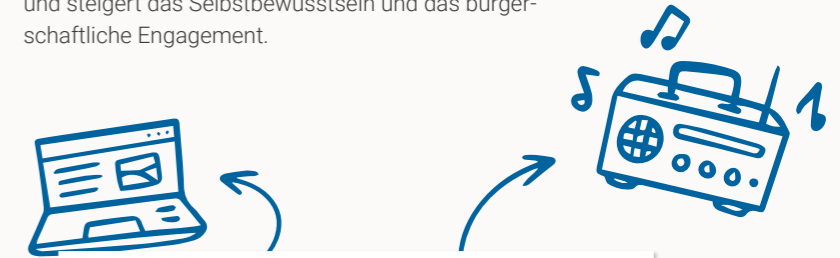 und steigert das Selbstbewusstsein und das bürger-
schaftliche Engagement.